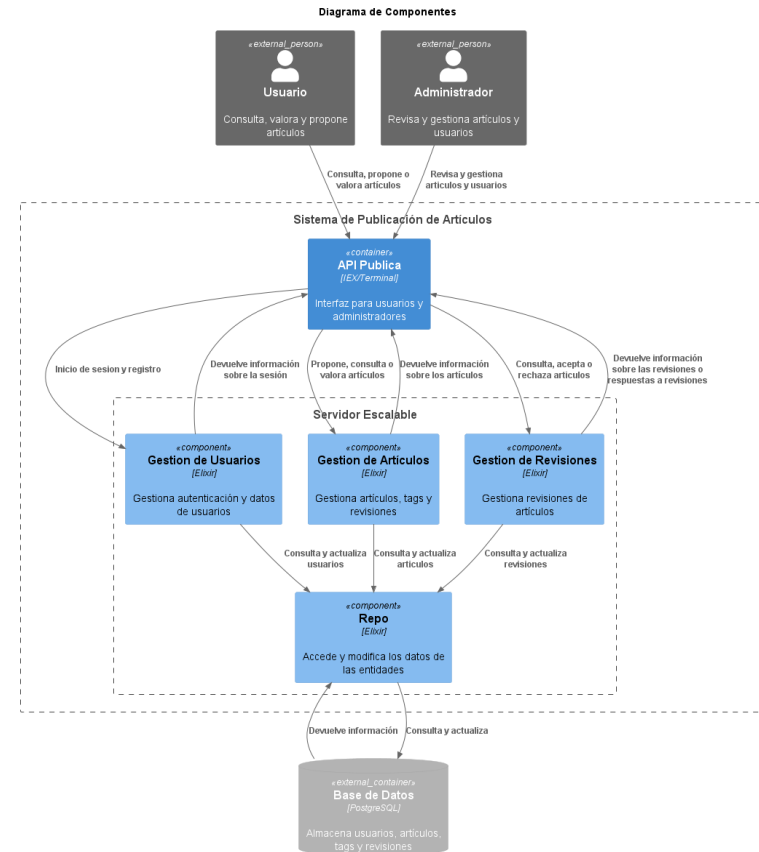 Diagrama de Componentes
«external_person»
Usuario
Consulta, valora y propone
artículos
«external_person»
Administrador
Revisa y gestiona artículos y
usuarios
Consulta, propone o
valora artículos
Revisa y gestiona
artículos y usuarios
Sistema de Publicación de Artículos
«container»
API Publica
[IEX/Terminal]
Interfaz para usuarios y
administradores
Inicio de sesion y registro
Devuelve información
sobre la sesión
Propone, consulta o
valora artículos
Devuelve información
sobre los artículos
Consulta, acepta o
rechaza artículos
Devuelve información
sobre las revisiones o
respuestas a revisiones
Servidor Escalable
«component»
Gestion de Usuarios
[Elixir]
Gestiona autenticación y datos
de usuarios
«component»
Gestion de Artículos
[Elixir]
Gestiona artículos, tags y
revisiones
«component»
Gestion de Revisiones
[Elixir]
Gestiona revisiones de
artículos
Consulta y actualiza
usuarios
Consulta y actualiza
artículos
Consulta y actualiza
revisiones
«component»
Repo
[Elixir]
Accede y modifica los datos de
las entidades
Devuelve información
Consulta y actualiza
«external_container»
Base de Datos
[PostgreSQL]
Almacena usuarios, artículos,
tags y revisiones